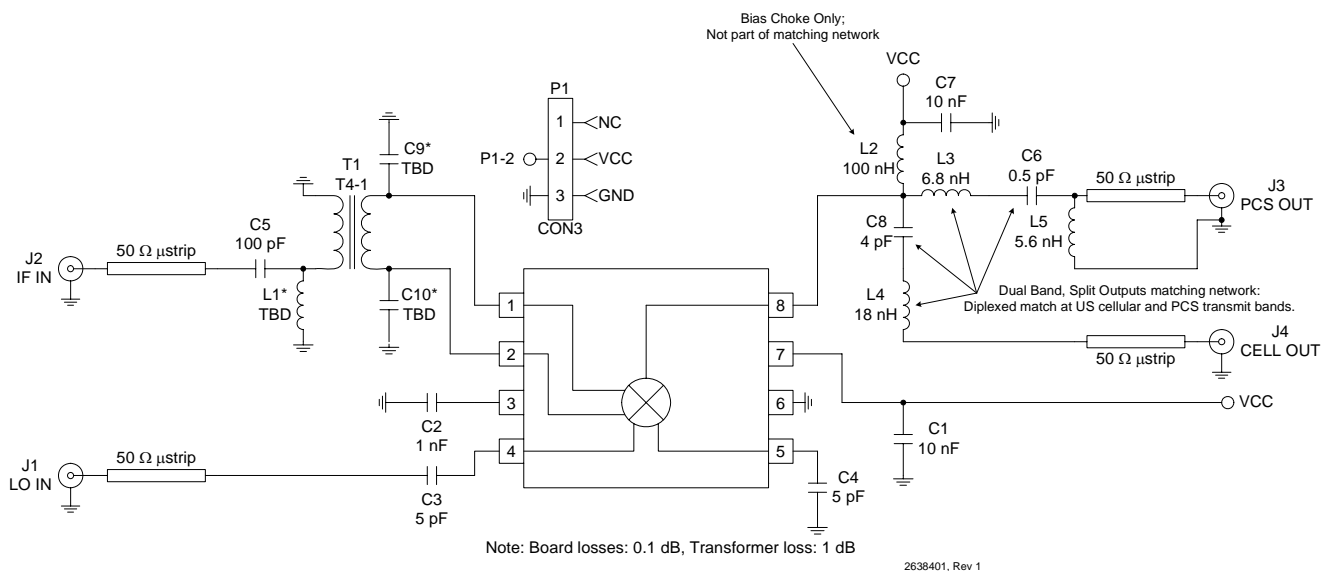 Bias Choke Only;
Not part of matching network
VCC
P1
C7
10 nF
1
NC
C9*
TBD
L2
100 nH
L3
6.8 nH
C6
0.5 pF
T1
T4-1
P1-2
2
VCC
50 Ω µstrip
J3
PCS OUT
3
GND
CON3
C5
100 pF
C8
4 pF
L5
5.6 nH
J2
IF IN
50 Ω µstrip
L1*
TBD
C10*
TBD
1
8
L4
18 nH
Dual Band, Split Outputs matching network:
Diplexed match at US cellular and PCS transmit bands.
J4
CELL OUT
2
7
50 Ω µstrip
3
6
VCC
C2
1 nF
C1
10 nF
J1
LO IN
50 Ω µstrip
4
5
C3
5 pF
C4
5 pF
Note: Board losses: 0.1 dB, Transformer loss: 1 dB
2638401, Rev 1